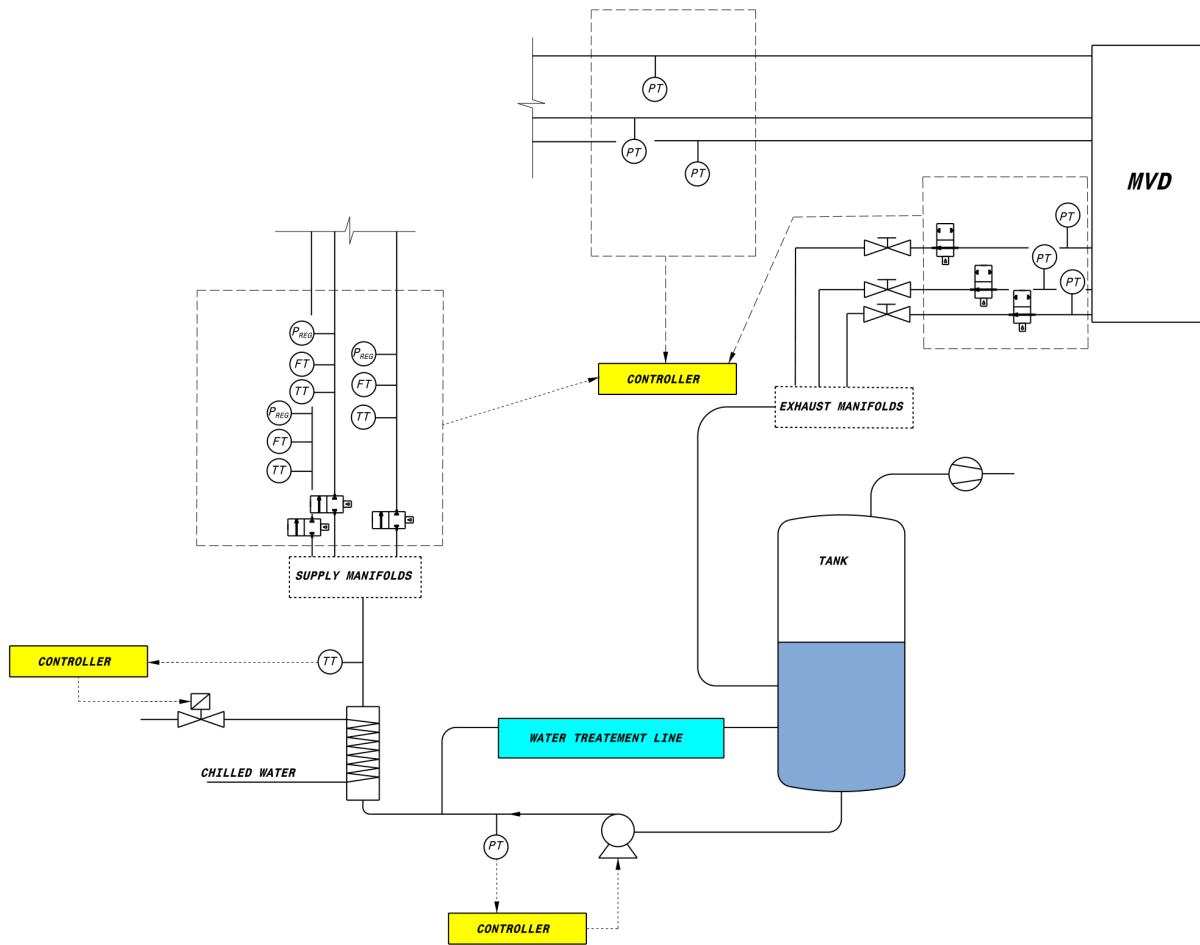 PT
PT
PT
MVD
PT
PT
PT
P_REG
P_REG
FT
FT
TT
P_REG
TT
FT
TT
CONTROLLER
EXHAUST MANIFOLDS
TANK
SUPPLY MANIFOLDS
CONTROLLER
TT
WATER TREATEMENT LINE
CHILLED WATER
PT
CONTROLLER